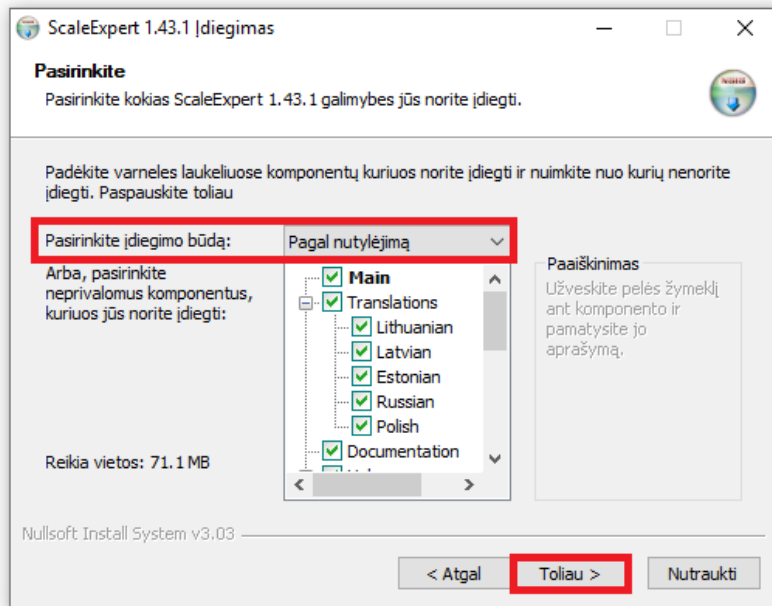 ScaleExpert 1.43.1 Įdiegimas
Pasirinkite
Pasirinkite kokias ScaleExpert 1.43.1 galimybes jūs norite įdiegti.
Padėkite varneles laukeliuose komponentų kuriuos norite įdiegti ir nuimkite nuo kurių nenorite
įdiegti. Paspauskite toliau
Pasirinkite įdiegimo būdą:
Pagal nutylėjimą
Arba, pasirinkite
neprivalomus komponentus,
kuriuos jūs norite įdiegti:
Main
Translations
Lithuanian
Latvian
Estonian
Russian
Polish
Documentation
Paaiškinimas
Užveskite pelės žymeklį
ant komponento ir
pamatysite jo
aprašymą.
Reikia vietos: 71.1 MB
Nullsoft Install System v3.03
< Atgal
Toliau >
Nutraukti